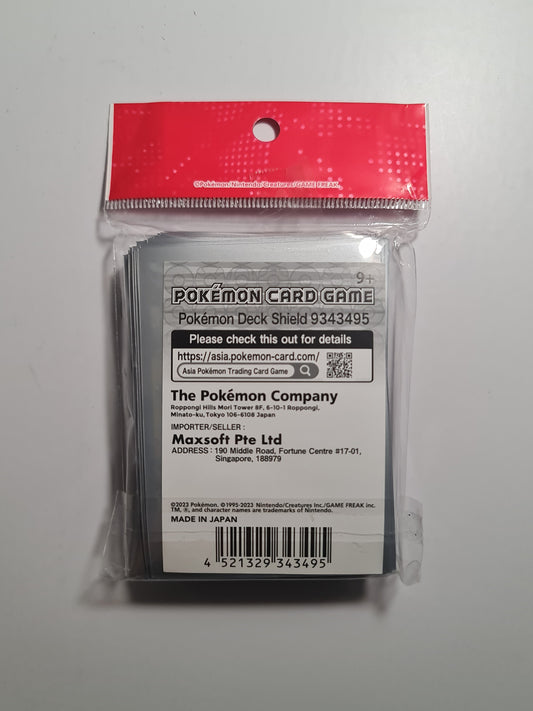 ©Pokémon/Nintendo/Creatures/GAME FREAK.
9+
POKÉMON CARD GAME
Pokémon Deck Shield 9343495
Please check this out for details
https://asia.pokemon-card.com/
Asia Pokémon Trading Card Game
The Pokémon Company
Roppongi Hills Mori Tower 8F, 6-10-1 Roppongi,
Minato-ku, Tokyo 106-6108 Japan
IMPORTER/SELLER :
Maxsoft Pte Ltd
ADDRESS : 190 Middle Road, Fortune Centre #17-01,
Singapore, 188979
©2023 Pokémon. ©1995-2023 Nintendo/Creatures Inc./GAME FREAK inc.
TM, ®, and character names are trademarks of Nintendo.
MADE IN JAPAN
4 521329 343495